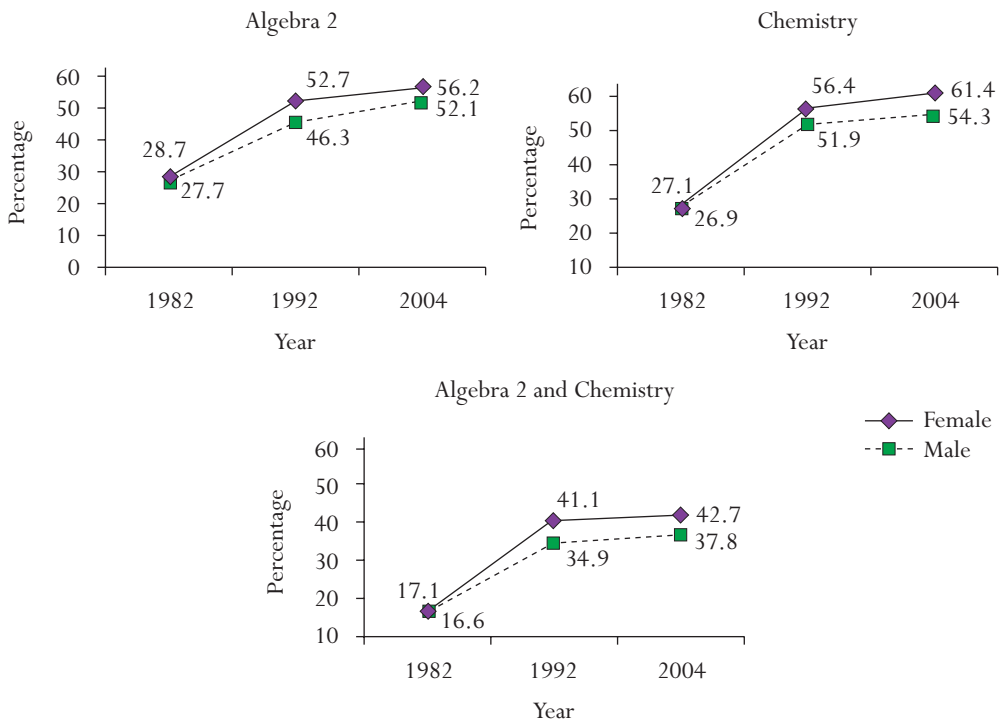 Algebra 2
Percentage
60
50
40
30
20
10
0
28.7
27.7
52.7
46.3
56.2
52.1
1982 1992 2004
Year
Chemistry
Percentage
60
50
40
30
20
10
27.1
26.9
56.4
51.9
61.4
54.3
1982 1992 2004
Year
Algebra 2 and Chemistry
Percentage
60
50
40
30
20
10
17.1
16.6
41.1
34.9
42.7
37.8
1982 1992 2004
Year
Female
Male